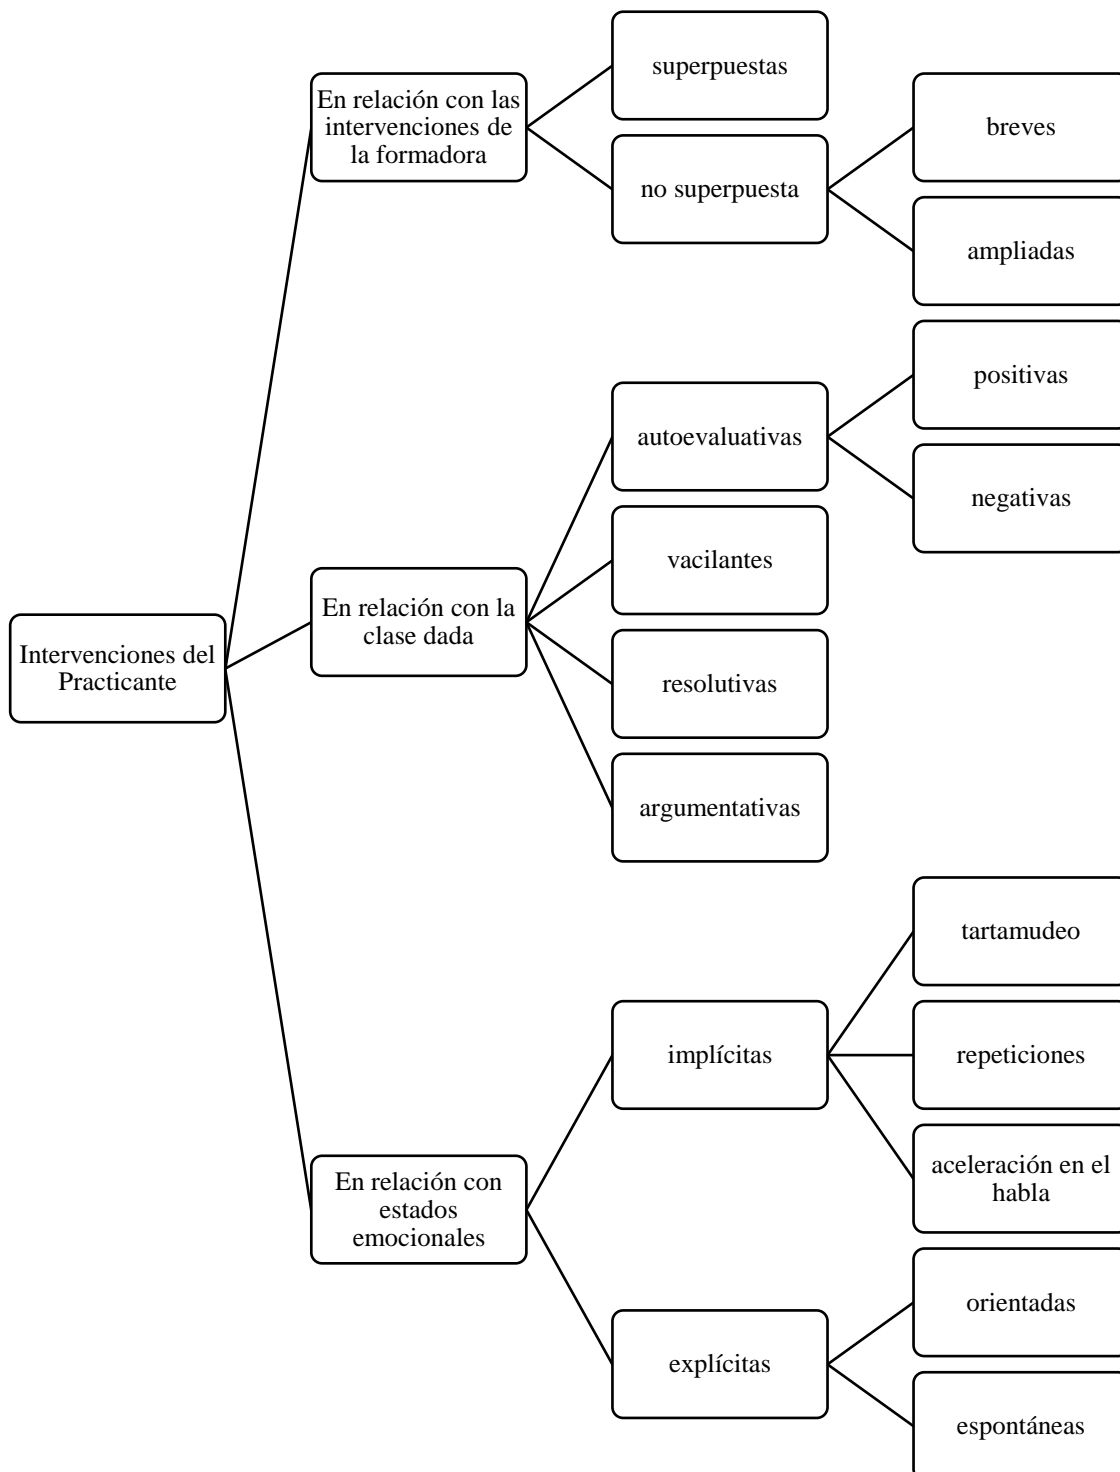 superpuestas
En relación con las
intervenciones de
la formadora
breves
no superpuesta
ampliadas
positivas
autoevaluativas
negativas
vacilantes
En relación con la
clase dada
Intervenciones del
Practicante
resolutivas
argumentativas
tartamudeo
implícitas
repeticiones
aceleración en el
habla
En relación con
estados
emocionales
orientadas
explícitas
espontáneas